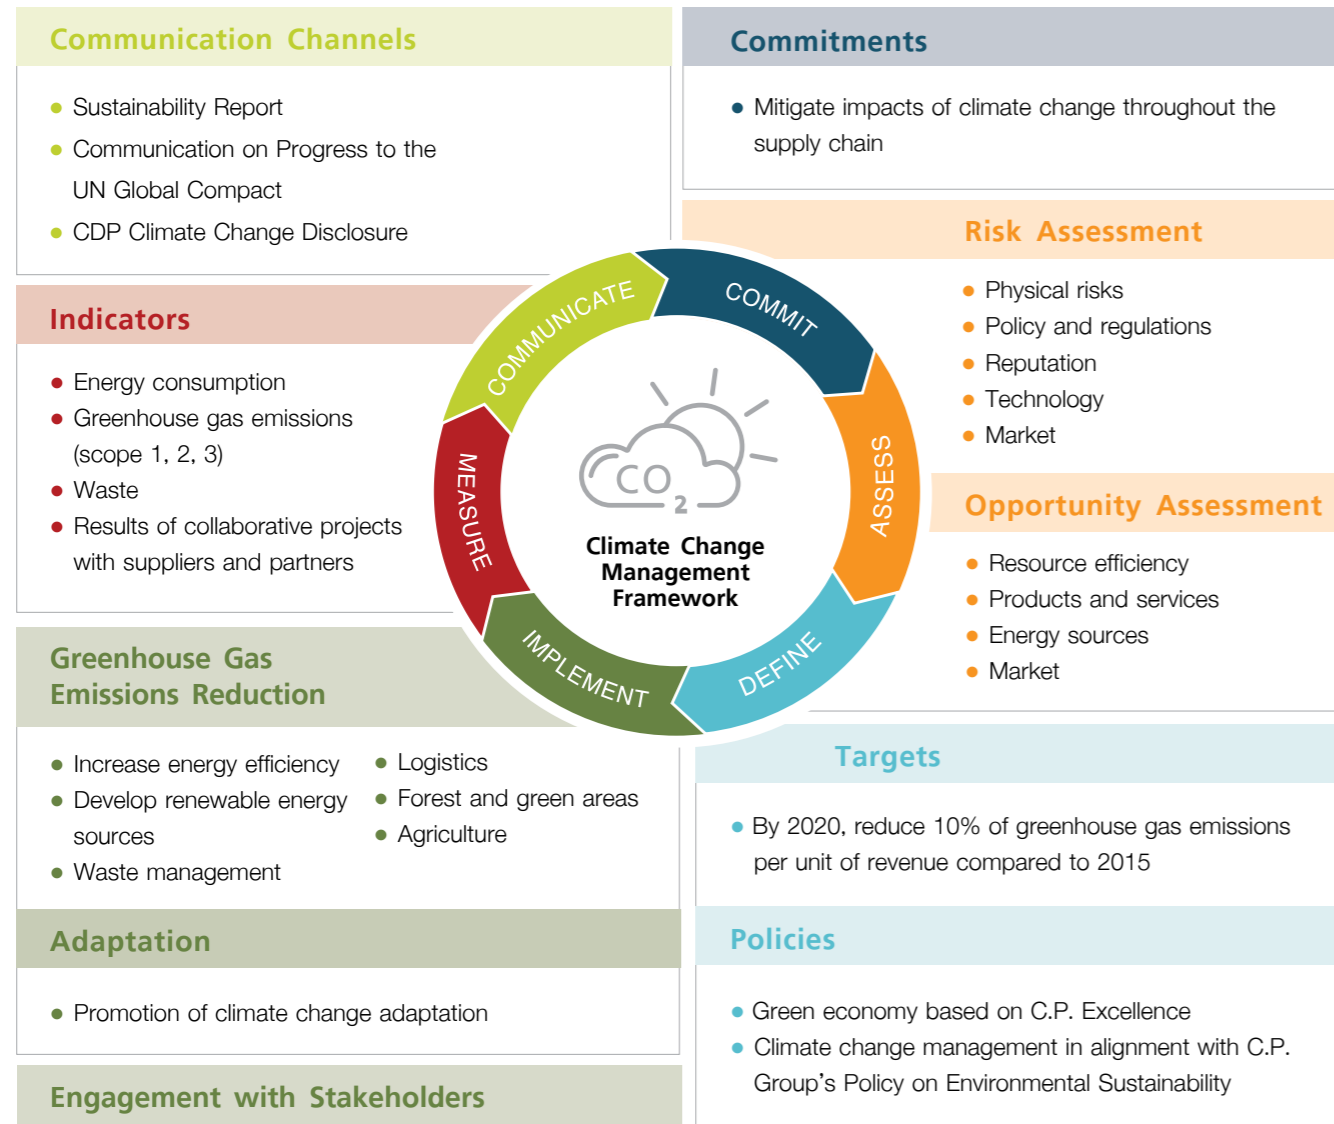 Communication Channels
• Sustainability Report
• Communication on Progress to the
UN Global Compact
• CDP Climate Change Disclosure
Commitments
• Mitigate impacts of climate change throughout the
supply chain
Risk Assessment
• Physical risks
• Policy and regulations
• Reputation
• Technology
• Market
Opportunity Assessment
• Resource efficiency
• Products and services
• Energy sources
• Market
Indicators
• Energy consumption
• Greenhouse gas emissions
(scope 1, 2, 3)
• Waste
• Results of collaborative projects
with suppliers and partners
COMMUNICATE
COMMIT
ASSESS
DEFINE
IMPLEMENT
MEASURE
CO2
Climate Change
Management
Framework
Greenhouse Gas
Emissions Reduction
• Increase energy efficiency
• Develop renewable energy
sources
• Waste management
• Logistics
• Forest and green areas
• Agriculture
Targets
• By 2020, reduce 10% of greenhouse gas emissions
per unit of revenue compared to 2015
Adaptation
• Promotion of climate change adaptation
Policies
• Green economy based on C.P. Excellence
• Climate change management in alignment with C.P.
Group's Policy on Environmental Sustainability
Engagement with Stakeholders